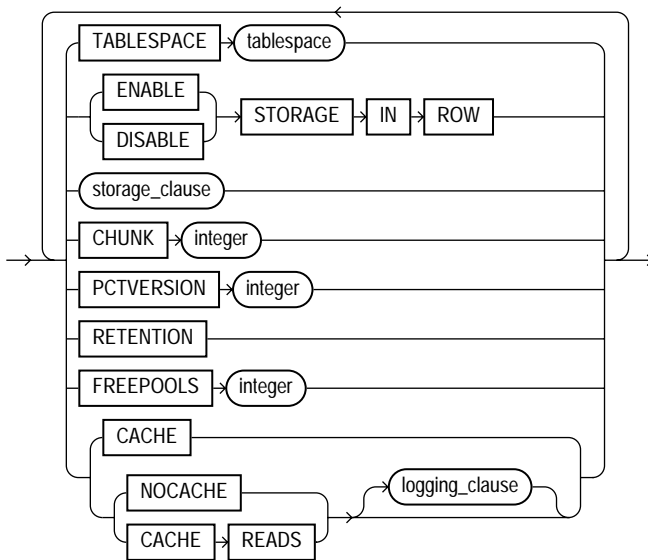 TABLESPACE tablespace
ENABLE
DISABLE
STORAGE IN ROW
storage_clause
CHUNK integer
PCTVERSION integer
RETENTION
FREEPOOLS integer
CACHE
NOCACHE
CACHE READS
logging_clause